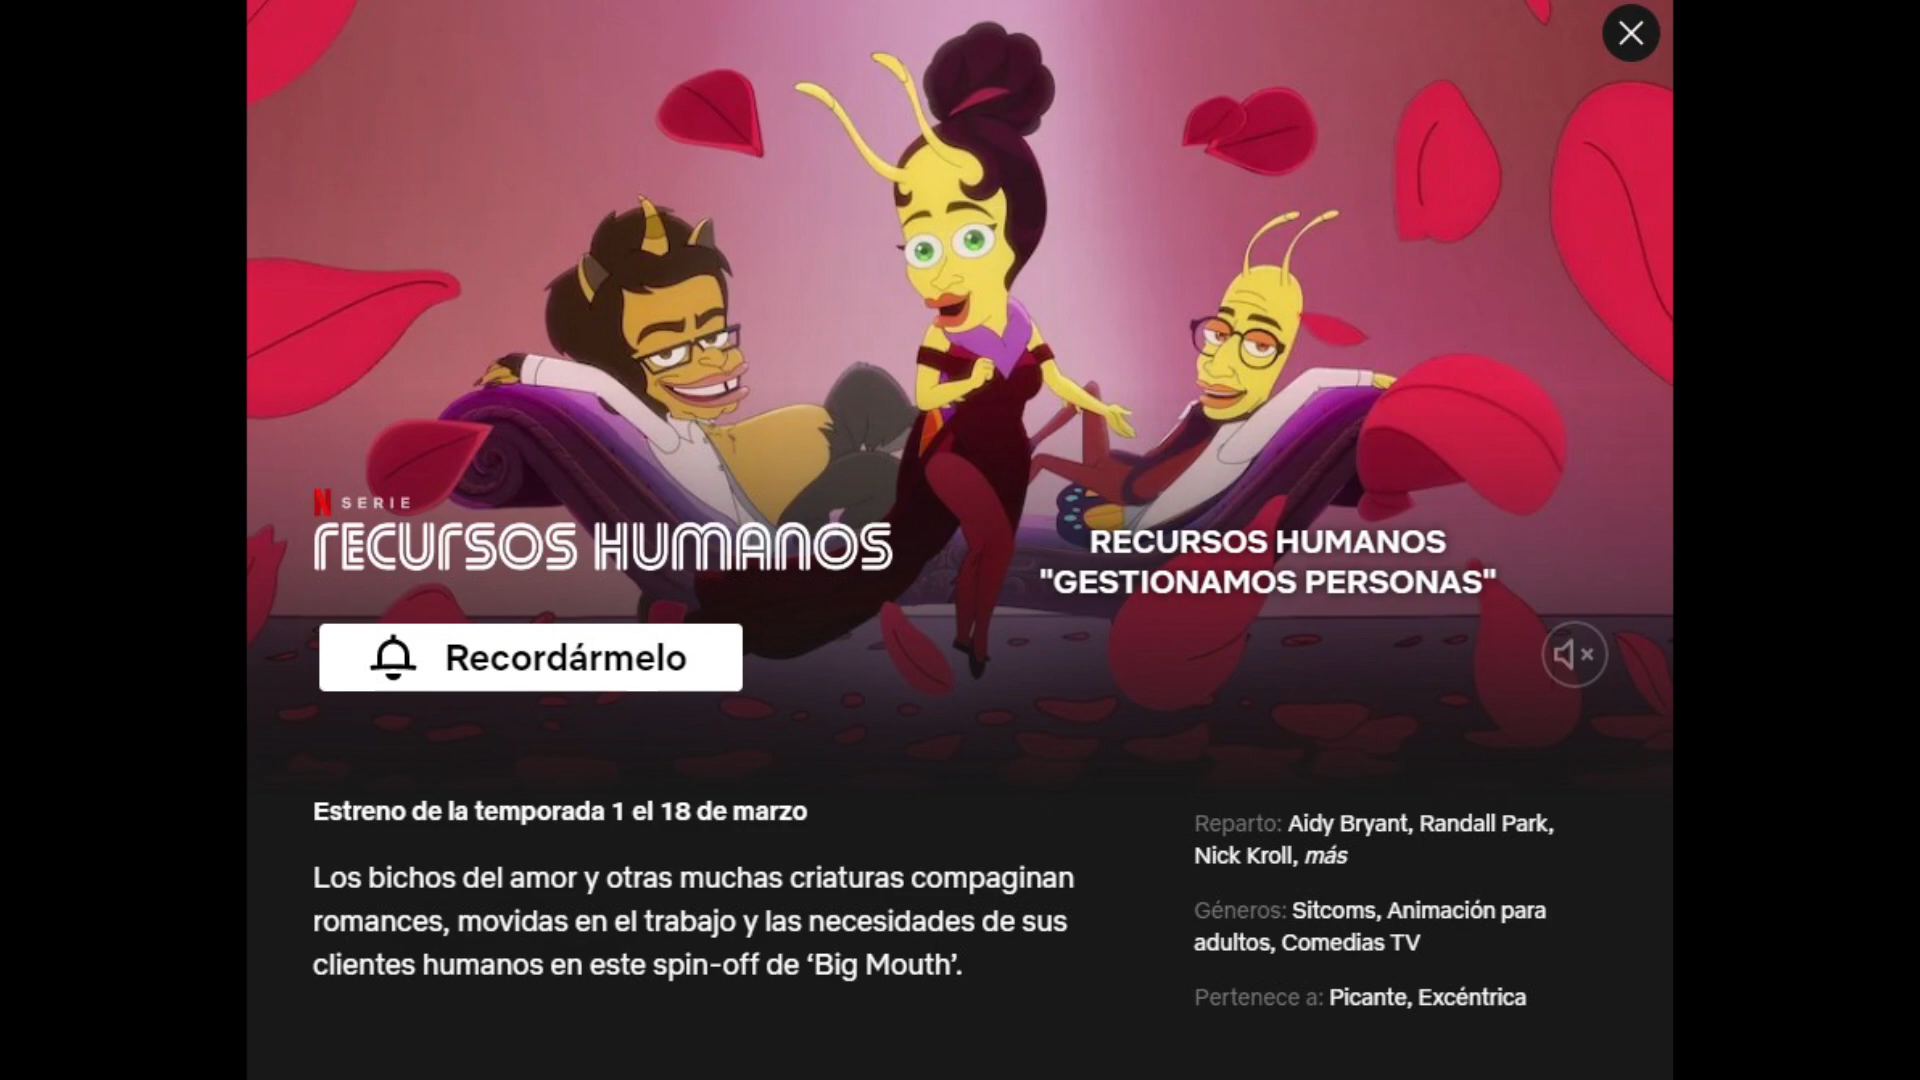 N SERIE
RECURSOS HUMANOS
RECURSOS HUMANOS
"GESTIONAMOS PERSONAS"
Recordármelo
Estreno de la temporada 1 el 18 de marzo
Los bichos del amor y otras muchas criaturas compaginan
romances, movidas en el trabajo y las necesidades de sus
clientes humanos en este spin-off de ‘Big Mouth’.
Reparto: Aidy Bryant, Randall Park,
Nick Kroll, más
Géneros: Sitcoms, Animación para
adultos, Comedias TV
Pertenece a: Picante, Excéntrica